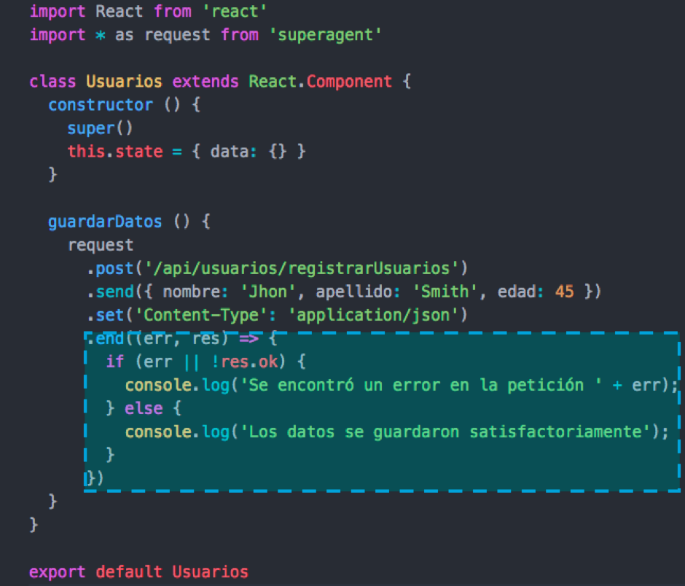 import React from 'react'
import * as request from 'superagent'
class Usuarios extends React.Component {
constructor () {
super()
this.state = { data: {} }
}
guardarDatos () {
request
.post('/api/usuarios/registrarUsuarios')
.send({ nombre: 'Jhon', apellido: 'Smith', edad: 45 })
.set('Content-Type': 'application/json')
.end((err, res) => {
if (err || !res.ok) {
console.log('Se encontró un error en la petición ' + err);
} else {
console.log('Los datos se guardaron satisfactoriamente');
}
})
}
}
export default Usuarios